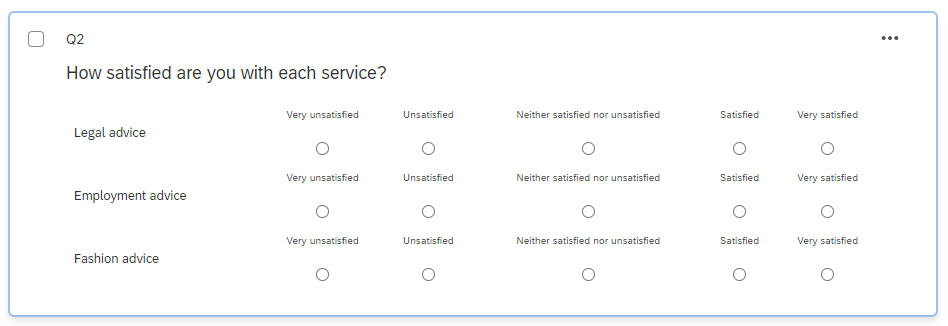 Q2
How satisfied are you with each service?
Very unsatisfied Unsatisfied Neither satisfied nor unsatisfied Satisfied Very satisfied
Legal advice
Very unsatisfied Unsatisfied Neither satisfied nor unsatisfied Satisfied Very satisfied
Employment advice
Very unsatisfied Unsatisfied Neither satisfied nor unsatisfied Satisfied Very satisfied
Fashion advice